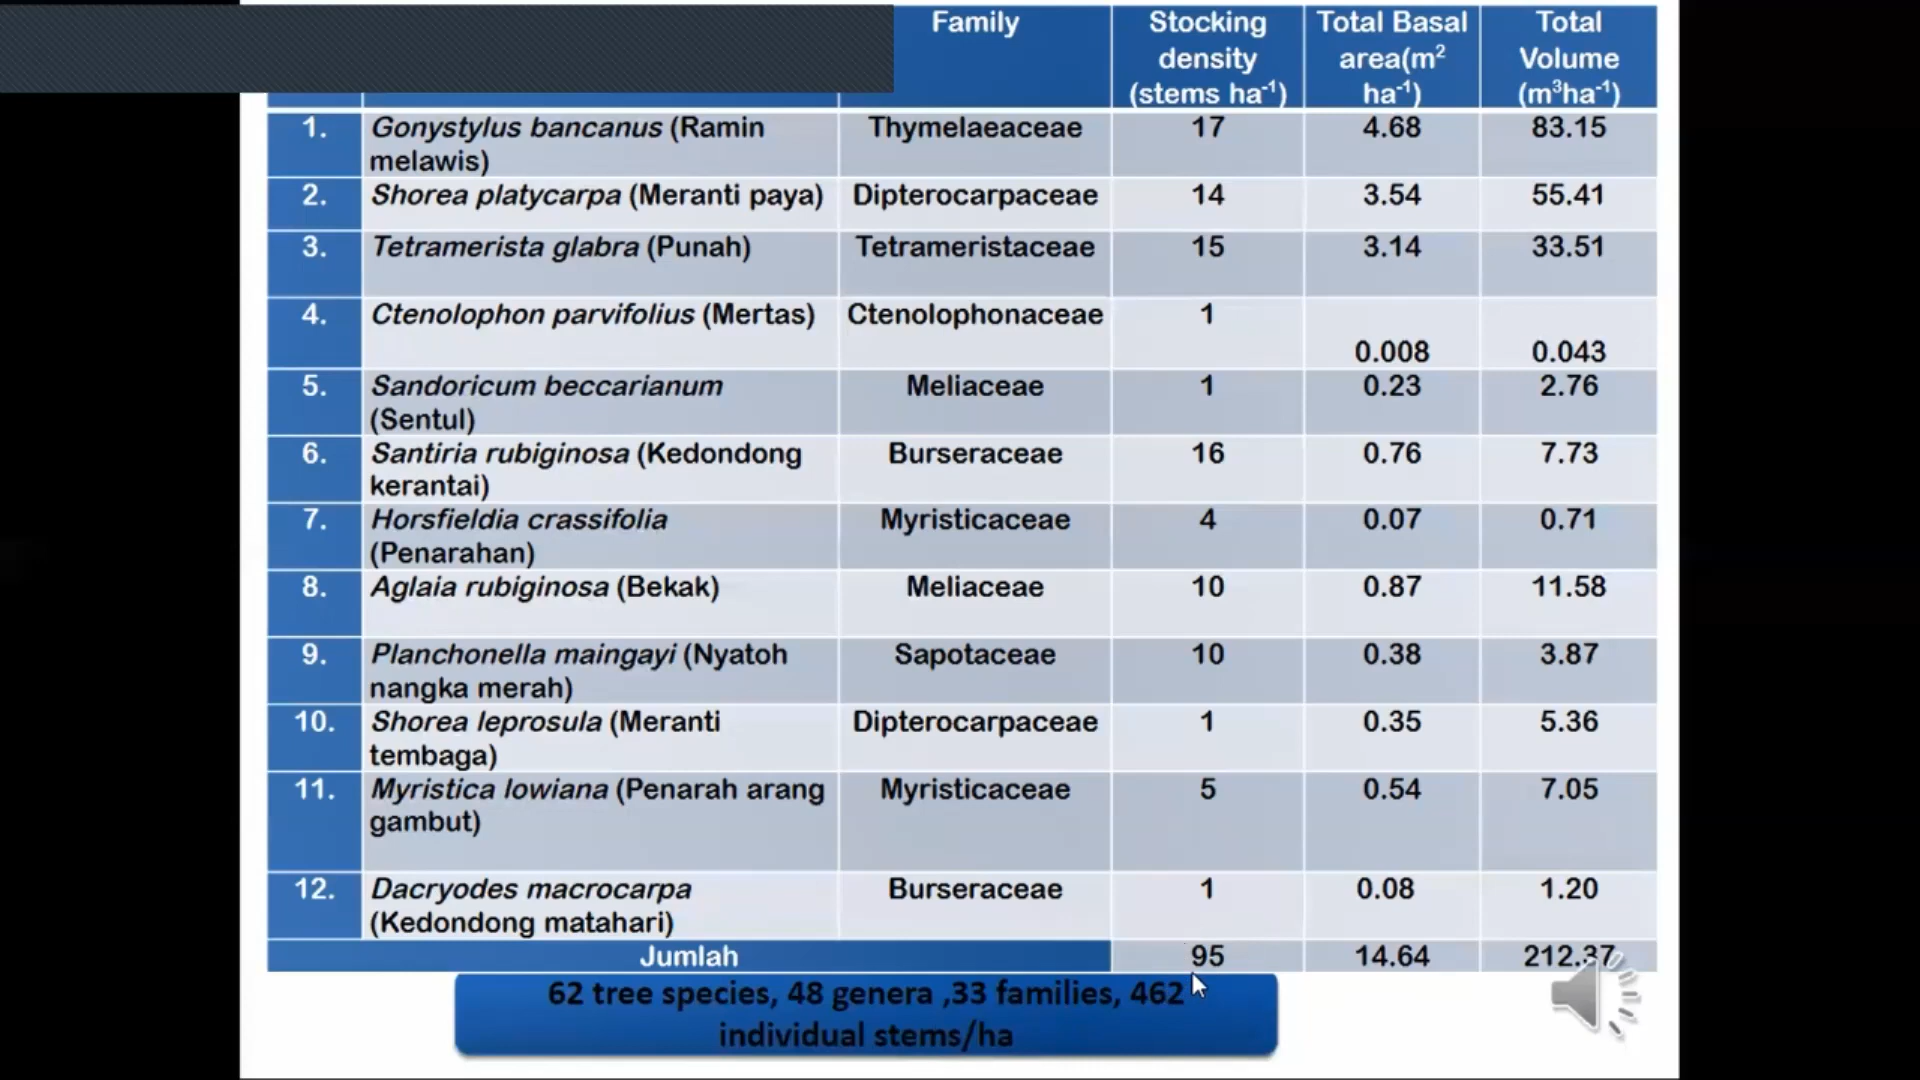 Family Stocking density (stems ha⁻¹) Total Basal area(m² ha⁻¹) Total Volume (m³ha⁻¹)
1. Gonystylus bancanus (Ramin melawis) Thymelaeaceae 17 4.68 83.15
2. Shorea platycarpa (Meranti paya) Dipterocarpaceae 14 3.54 55.41
3. Tetramerista glabra (Punah) Tetrameristaceae 15 3.14 33.51
4. Ctenolophon parvifolius (Mertas) Ctenolophonaceae 1 0.008 0.043
5. Sandoricum beccarianum (Sentul) Meliaceae 1 0.23 2.76
6. Santiria rubiginosa (Kedondong kerantai) Burseraceae 16 0.76 7.73
7. Horsfieldia crassifolia (Penarahan) Myristicaceae 4 0.07 0.71
8. Aglaia rubiginosa (Bekak) Meliaceae 10 0.87 11.58
9. Planchonella maingayi (Nyatoh nangka merah) Sapotaceae 10 0.38 3.87
10. Shorea leprosula (Meranti tembaga) Dipterocarpaceae 1 0.35 5.36
11. Myristica lowiana (Penarah arang gambut) Myristicaceae 5 0.54 7.05
12. Dacryodes macrocarpa (Kedondong matahari) Burseraceae 1 0.08 1.20
Jumlah 95 14.64 212.37
62 tree species, 48 genera ,33 families, 462
individual stems/ha